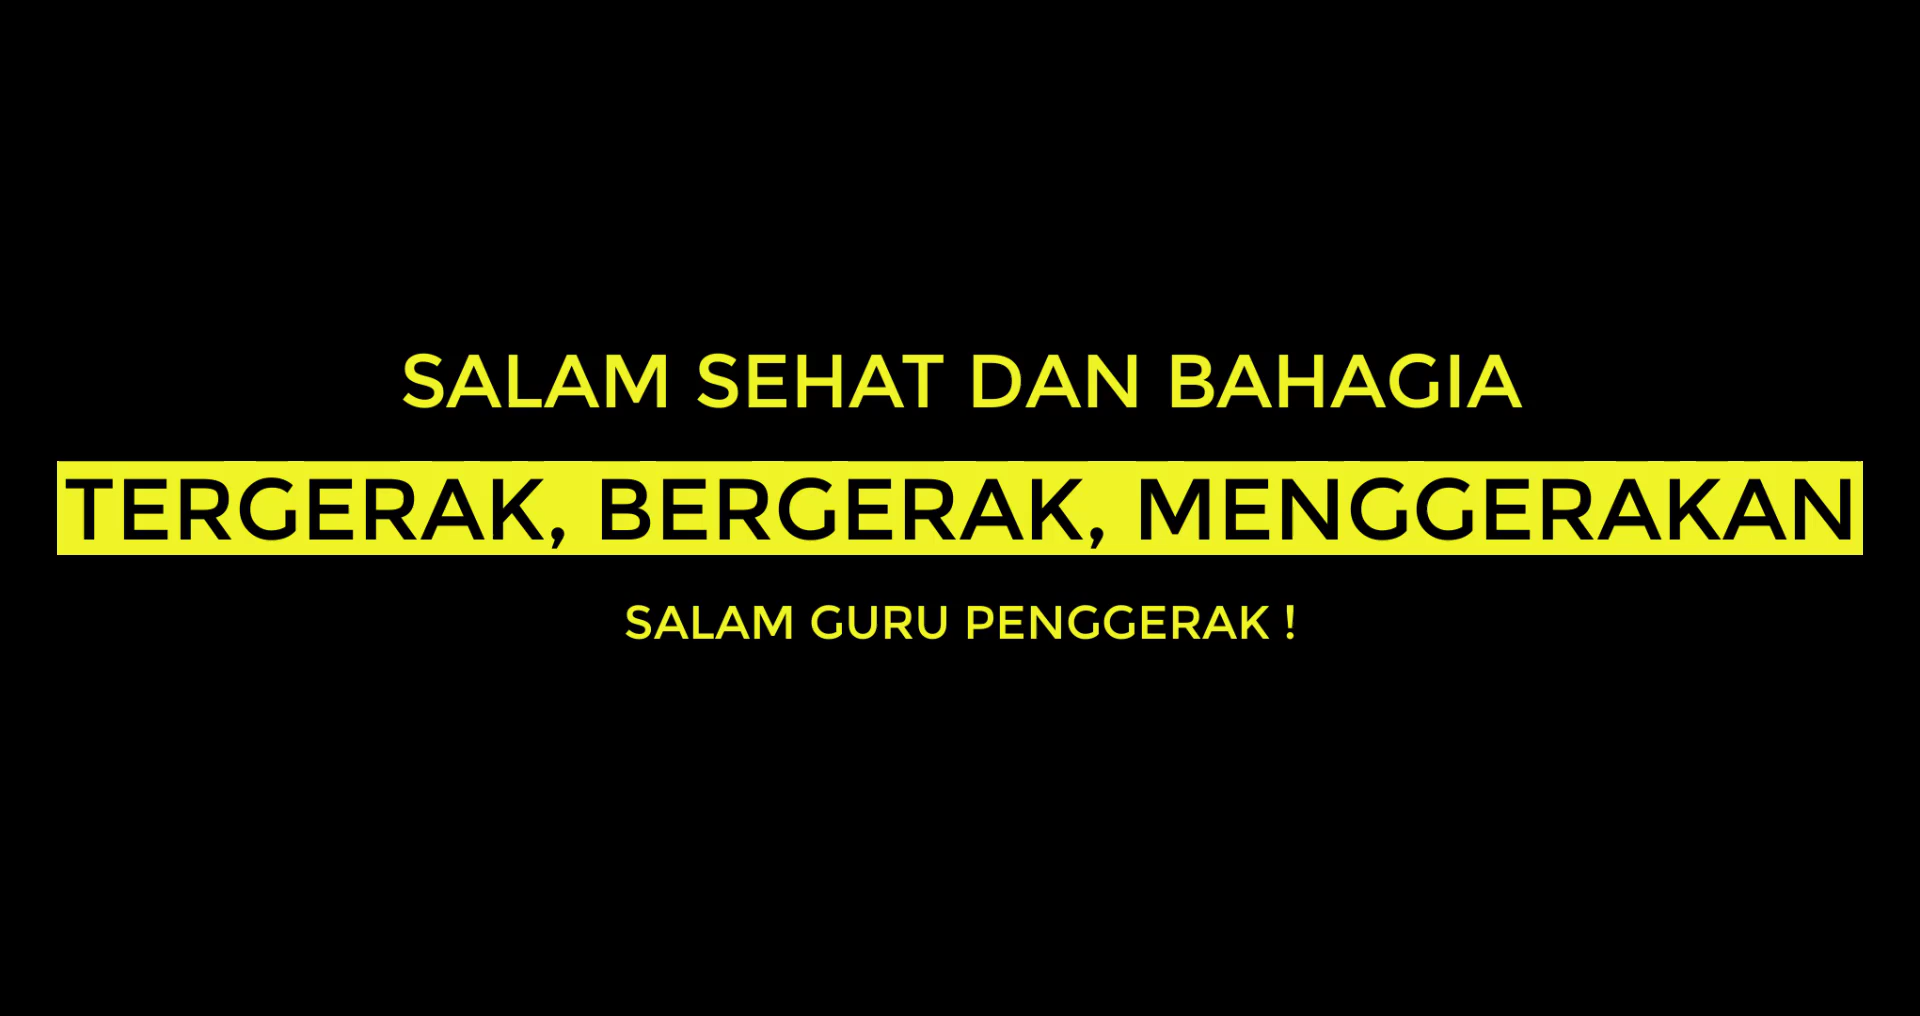 SALAM SEHAT DAN BAHAGIA
TERGERAK, BERGERAK, MENGGERAKAN
SALAM GURU PENGGERAK !